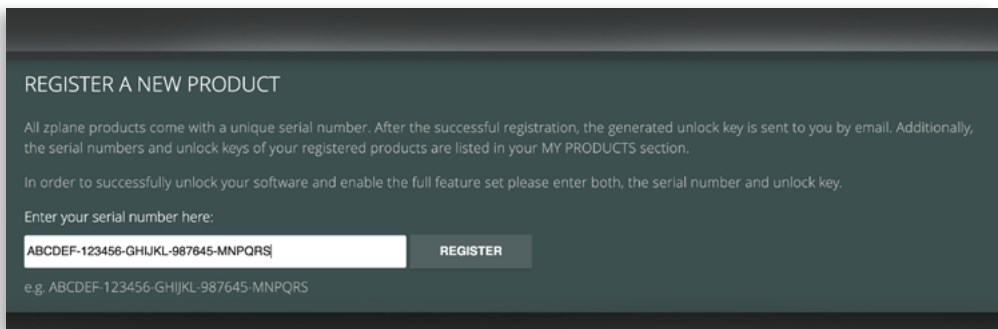 REGISTER A NEW PRODUCT
All zplane products come with a unique serial number. After the successful registration, the generated unlock key is sent to you by email. Additionally,
the serial numbers and unlock keys of your registered products are listed in your MY PRODUCTS section.
In order to successfully unlock your software and enable the full feature set please enter both, the serial number and unlock key.
Enter your serial number here:
ABCDEF-123456-GHIJKL-987645-MNPQRS REGISTER
e.g. ABCDEF-123456-GHIJKL-987645-MNPQRS